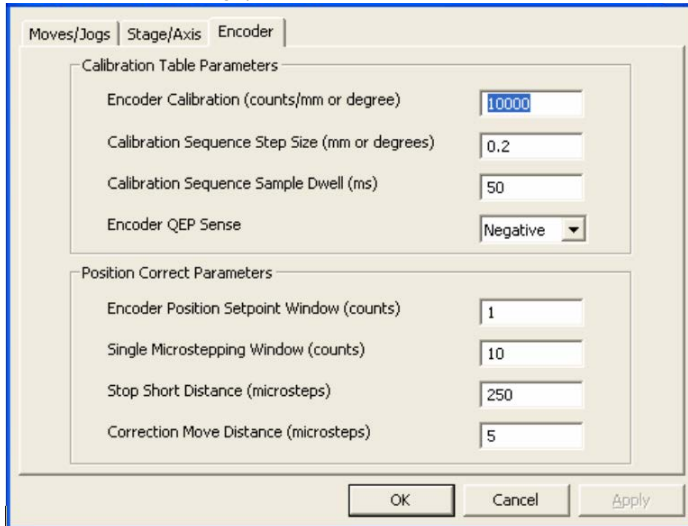 Moves/Jogs Stage/Axis Encoder
Calibration Table Parameters
Encoder Calibration (counts/mm or degree) 10000
Calibration Sequence Step Size (mm or degrees) 0.2
Calibration Sequence Sample Dwell (ms) 50
Encoder QEP Sense Negative
Position Correct Parameters
Encoder Position Setpoint Window (counts) 1
Single Microstepping Window (counts) 10
Stop Short Distance (microsteps) 250
Correction Move Distance (microsteps) 5
OK Cancel Apply